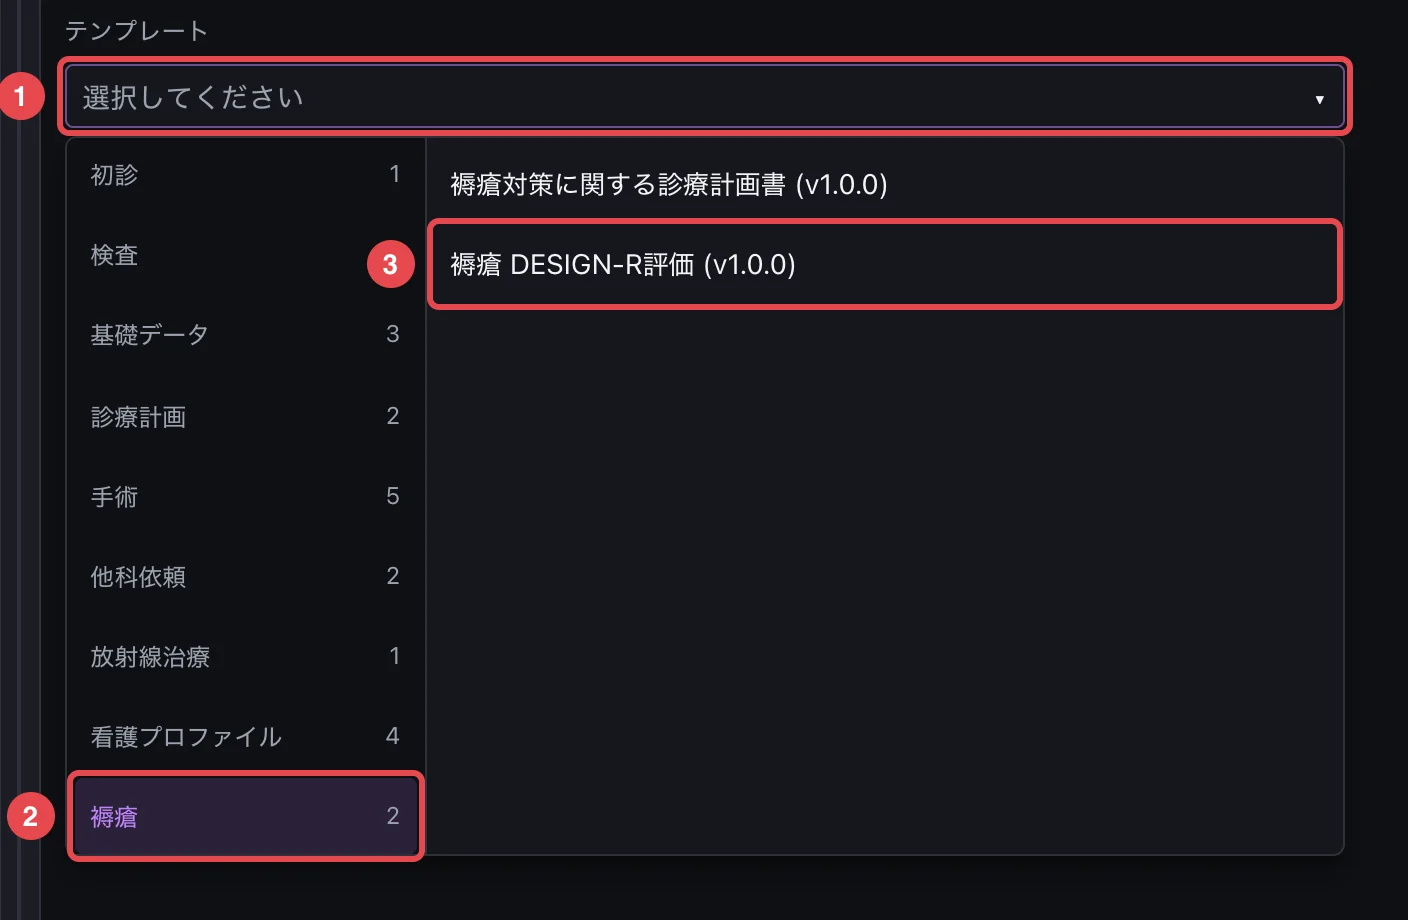 テンプレート
1
選択してください ▼
初診 1
検査
基礎データ 3
診療計画 2
手術 5
他科依頼 2
放射線治療 1
看護プロファイル 4
2
褥瘡 2
褥瘡対策に関する診療計画書 (v1.0.0)
3
褥瘡 DESIGN-R評価 (v1.0.0)